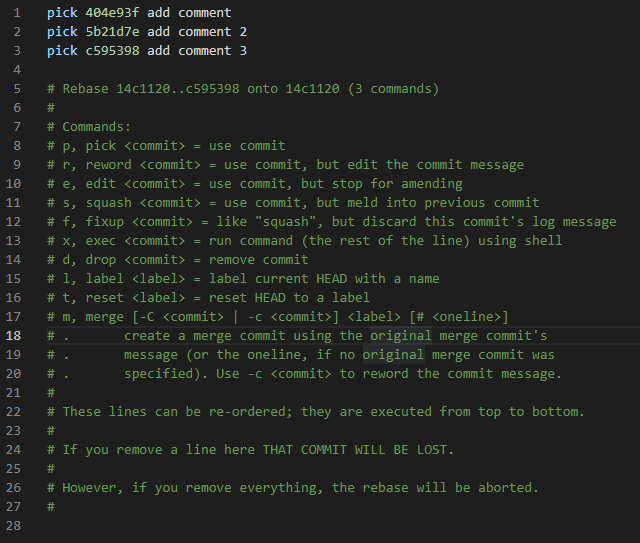 1 pick 404e93f add comment
2 pick 5b21d7e add comment 2
3 pick c595398 add comment 3
4
5 # Rebase 14c1120..c595398 onto 14c1120 (3 commands)
6 #
7 # Commands:
8 # p, pick <commit> = use commit
9 # r, reword <commit> = use commit, but edit the commit message
10 # e, edit <commit> = use commit, but stop for amending
11 # s, squash <commit> = use commit, but meld into previous commit
12 # f, fixup <commit> = like "squash", but discard this commit's log message
13 # x, exec <commit> = run command (the rest of the line) using shell
14 # d, drop <commit> = remove commit
15 # l, label <label> = label current HEAD with a name
16 # t, reset <label> = reset HEAD to a label
17 # m, merge [-C <commit> | -c <commit>] <label> [# <oneline>]
18 # .       create a merge commit using the original merge commit's
19 # .       message (or the oneline, if no original merge commit was
20 # .       specified). Use -c <commit> to reword the commit message.
21 #
22 # These lines can be re-ordered; they are executed from top to bottom.
23 #
24 # If you remove a line here THAT COMMIT WILL BE LOST.
25 #
26 # However, if you remove everything, the rebase will be aborted.
27 #
28